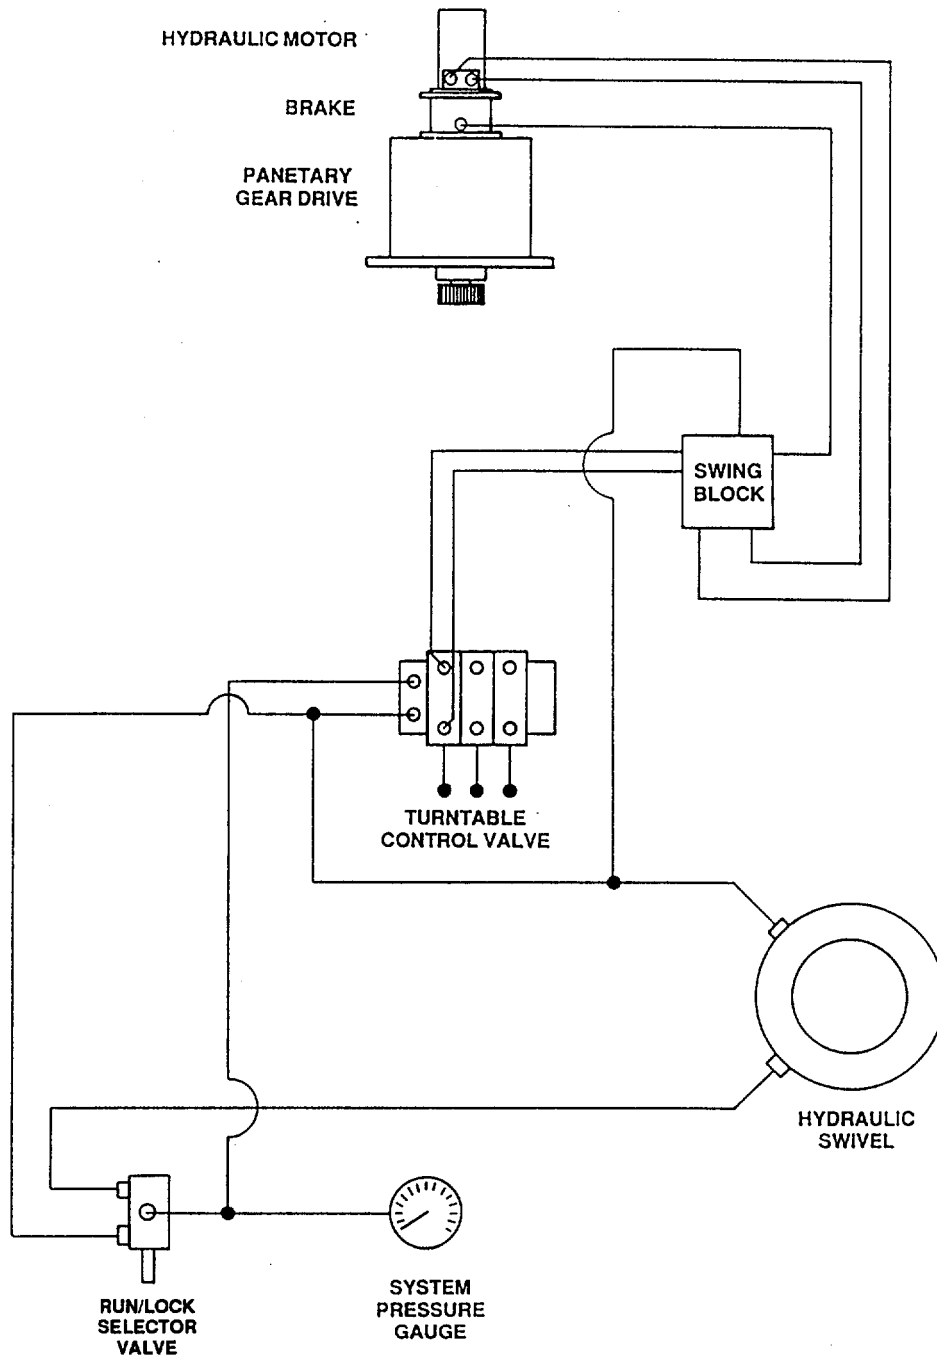 HYDRAULIC MOTOR
BRAKE
PANETARY
GEAR DRIVE
SWING
BLOCK
TURNTABLE
CONTROL VALVE
HYDRAULIC
SWIVEL
RUN/LOCK
SELECTOR
VALVE
SYSTEM
PRESSURE
GAUGE